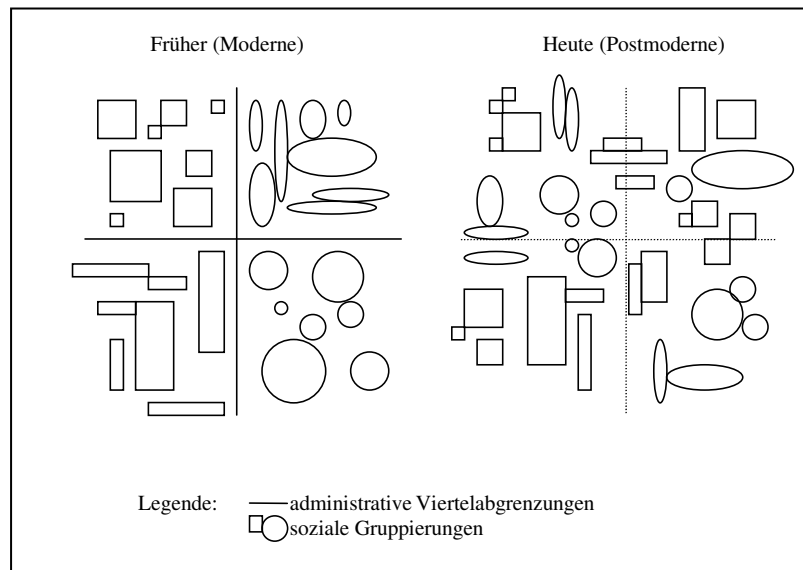 Früher (Moderne)
Heute (Postmoderne)
Legende:
administrative Viertelabgrenzungen
soziale Gruppierungen